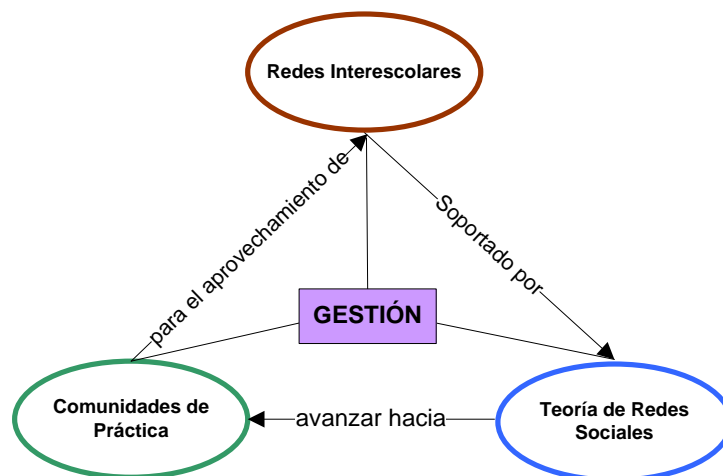 Redes Interescolares
para el aprovechamiento de
Soportado por
GESTIÓN
Comunidades de
Práctica
avanzar hacia
Teoría de Redes
Sociales